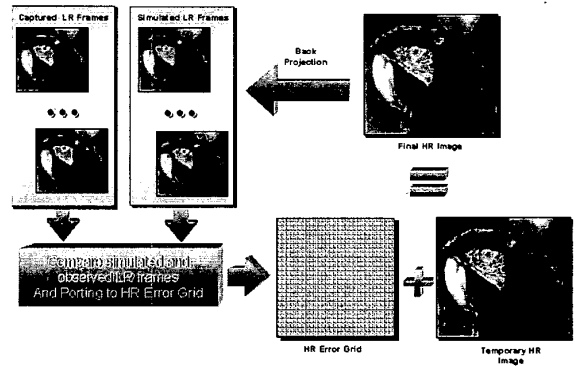 Captured LR Frames
Simulated LR Frames
Back
Projection
Final HR Image
Compare simulated and
observed LR frames
And Porting to HR Error Grid
HR Error Grid
Temporary HR
Image